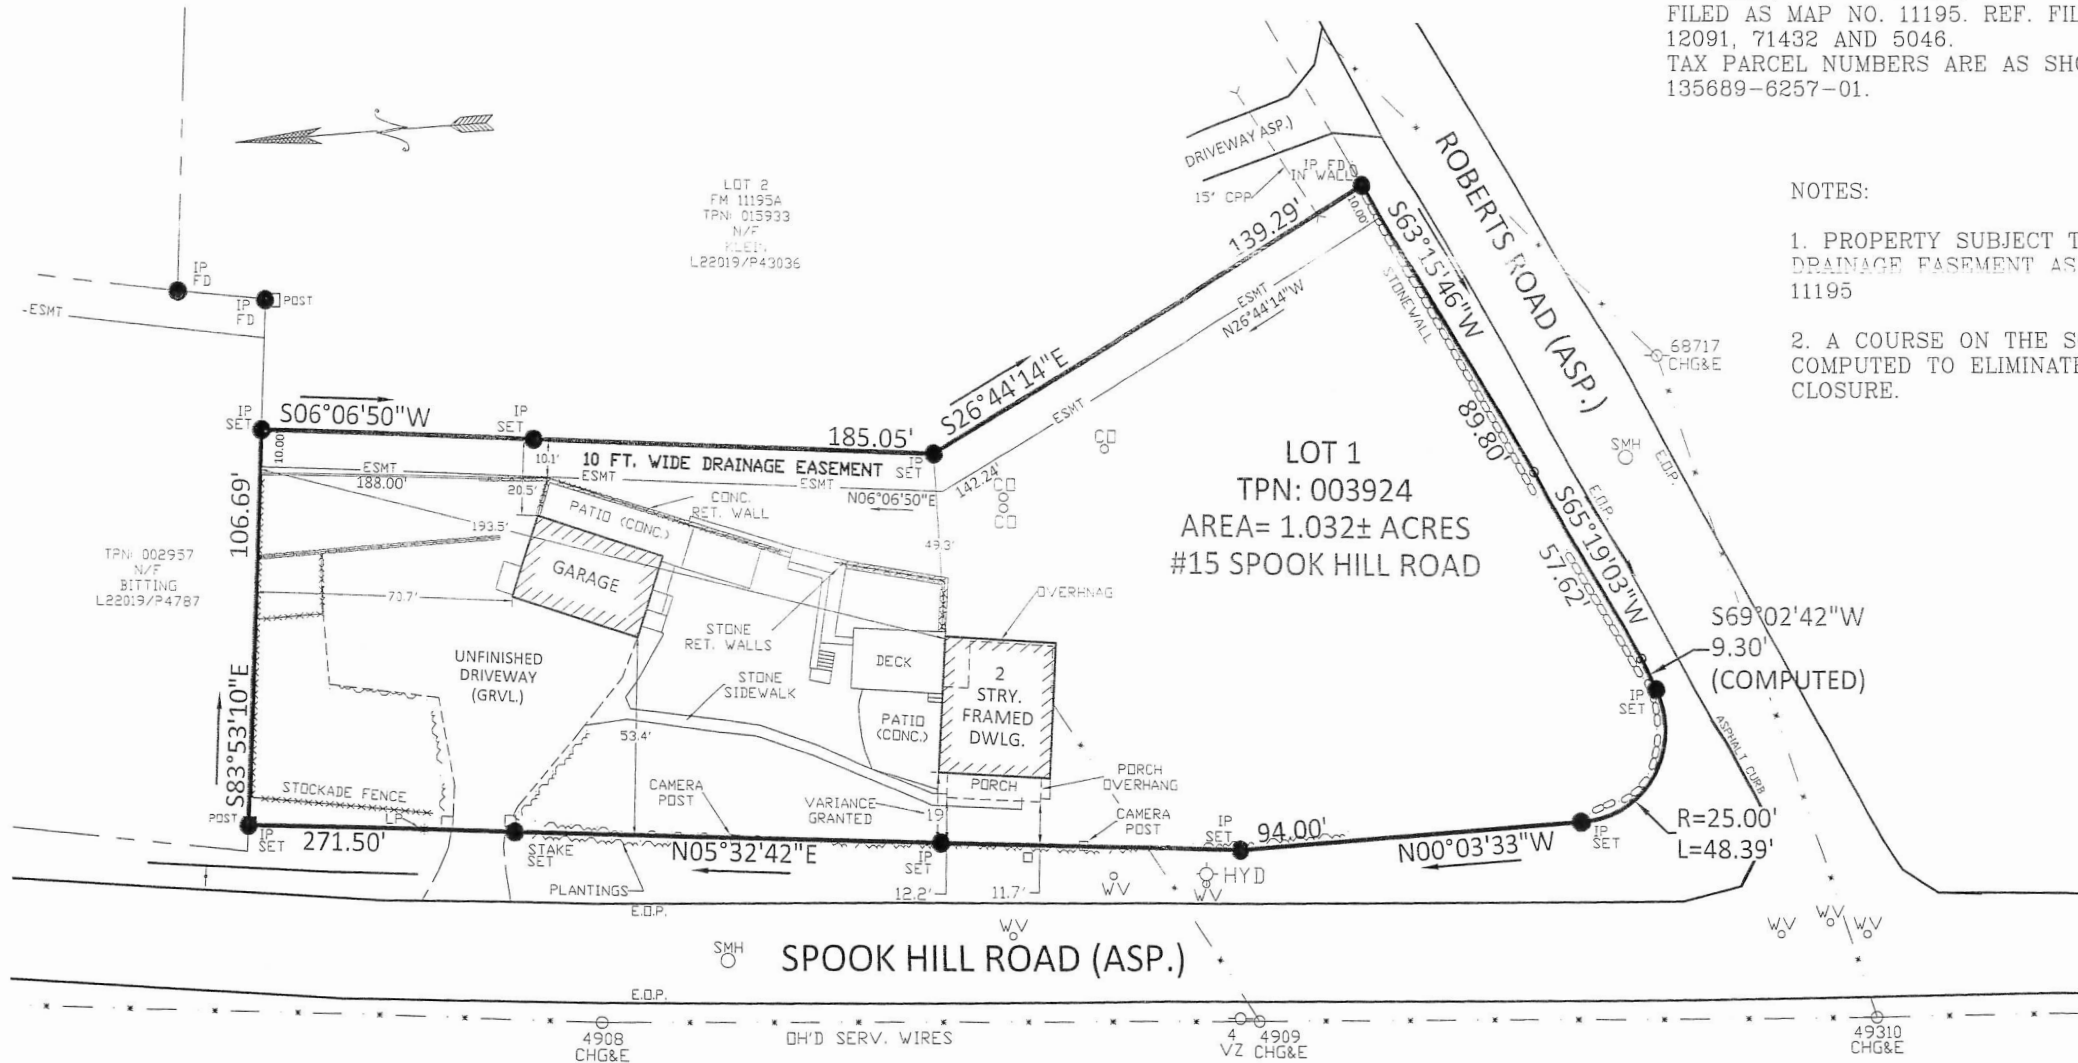 FILED AS MAP NO. 11195. REF. FIL
12091, 71432 AND 5046.
TAX PARCEL NUMBERS ARE AS SHO
135689-6257-01.
NOTES:
1. PROPERTY SUBJECT T
DRAINAGE EASEMENT AS
11195
2. A COURSE ON THE S
COMPUTED TO ELIMINATE
CLOSURE.
LOT 2
FM 11195A
TPN: 015933
N/F
KLEIN
L22019/P43036
DRIVEWAY ASP.)
15" CPP
IP FD
IN WALL
10.00'
139.29'
S63°15'46"W
STONEWALL
ROBERTS ROAD (ASP.)
68717
CHG&E
SMH
E.O.P.
E.O.P.
89.80'
S65°19'03"W
57.62'
S69°02'42"W
9.30'
(COMPUTED)
IP
SET
ASPHALT CURB
R=25.00'
L=48.39'
IP
FD
IP
FD
POST
-ESMT
ESMT
N26°44'14"W
ESMT
S26°44'14"E
IP
SET
S06°06'50"W
IP
SET
185.05'
IP
SET
10.00'
10.1'
10 FT. WIDE DRAINAGE EASEMENT
ESMT
188.00'
ESMT
ESMT
N06°06'50"E
142.24'
CO
CO
CO
20.5'
193.5'
PATIO (CONC.)
CONC.
RET. WALL
49.3'
LOT 1
TPN: 003924
AREA= 1.032± ACRES
#15 SPOOK HILL ROAD
106.69'
TPN: 002957
N/F
BITTING
L22019/P4787
70.7'
GARAGE
OVERHNAG
STONE
RET. WALLS
UNFINISHED
DRIVEWAY
(GRVL.)
STONE
SIDEWALK
DECK
2
STRY.
FRAMED
DWLG.
PATIO
(CONC.)
53.4'
S83°53'10"E
STOCKADE FENCE
CAMERA
POST
VARIANCE
GRANTED
19'
PORCH
PORCH
OVERHANG
CAMERA
POST
POST
IP
SET
LP
271.50'
STAKE
SET
N05°32'42"E
IP
SET
IP
SET
94.00'
N00°03'33"W
IP
SET
PLANTINGS
12.2'
11.7'
WV
HYD
WV
E.O.P.
WV
WV
WV
WV
SMH
SPOOK HILL ROAD (ASP.)
E.O.P.
4908
CHG&E
OH'D SERV. WIRES
4
VZ
4909
CHG&E
49310
CHG&E